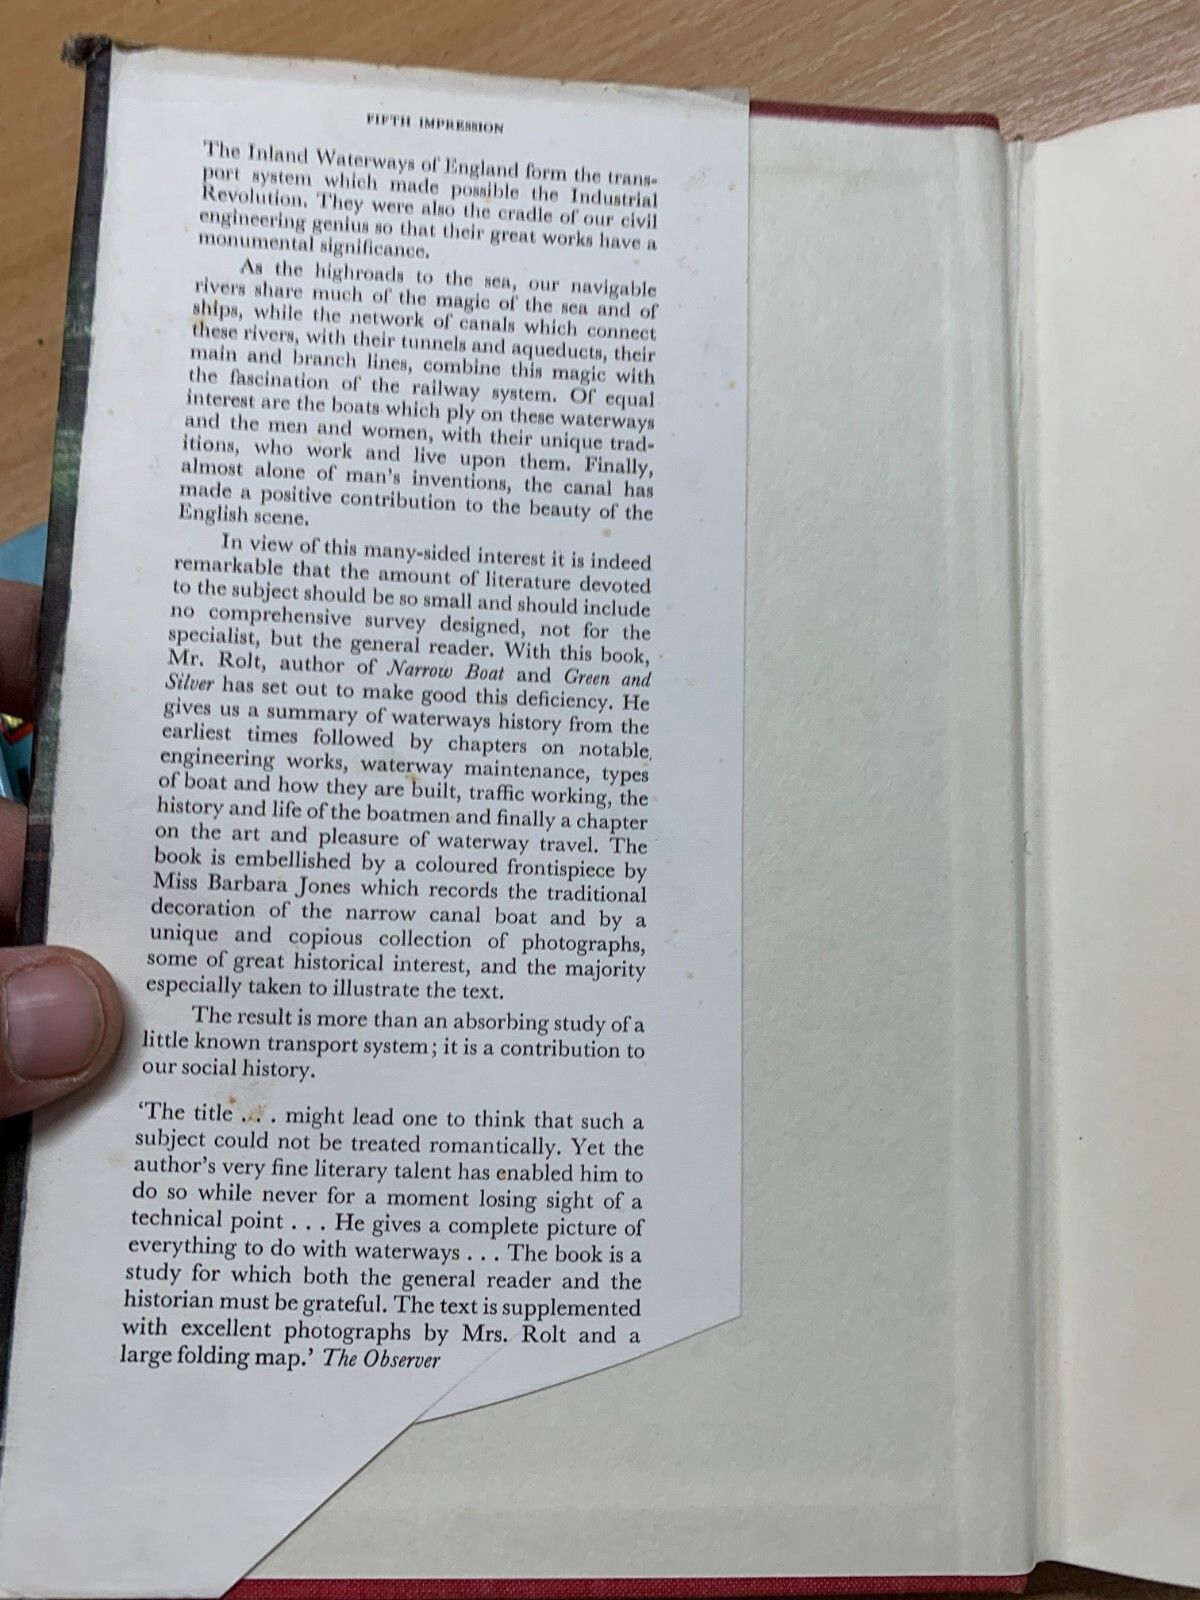 FIFTH IMPRESSION
The Inland Waterways of England form the trans-
port system which made possible the Industrial
Revolution. They were also the cradle of our civil
engineering genius so that their great works have a
monumental significance.
As the highroads to the sea, our navigable
rivers share much of the magic of the sea and of
ships, while the network of canals which connect
these rivers, with their tunnels and aqueducts, their
main and branch lines, combine this magic with
the fascination of the railway system. Of equal
interest are the boats which ply on these waterways
and the men and women, with their unique trad-
itions, who work and live upon them. Finally,
almost alone of man's inventions, the canal has
made a positive contribution to the beauty of the
English scene.
In view of this many-sided interest it is indeed
remarkable that the amount of literature devoted
to the subject should be so small and should include
no comprehensive survey designed, not for the
specialist, but the general reader. With this book,
Mr. Rolt, author of Narrow Boat and Green and
Silver has set out to make good this deficiency. He
gives us a summary of waterways history from the
earliest times followed by chapters on notable
engineering works, waterway maintenance, types
of boat and how they are built, traffic working, the
history and life of the boatmen and finally a chapter
on the art and pleasure of waterway travel. The
book is embellished by a coloured frontispiece by
Miss Barbara Jones which records the traditional
decoration of the narrow canal boat and by a
unique and copious collection of photographs,
some of great historical interest, and the majority
especially taken to illustrate the text.
The result is more than an absorbing study of a
little known transport system; it is a contribution to
our social history.
'The title . . . might lead one to think that such a
subject could not be treated romantically. Yet the
author's very fine literary talent has enabled him to
do so while never for a moment losing sight of a
technical point . . . He gives a complete picture of
everything to do with waterways . . . The book is a
study for which both the general reader and the
historian must be grateful. The text is supplemented
with excellent photographs by Mrs. Rolt and a
large folding map.' The Observer